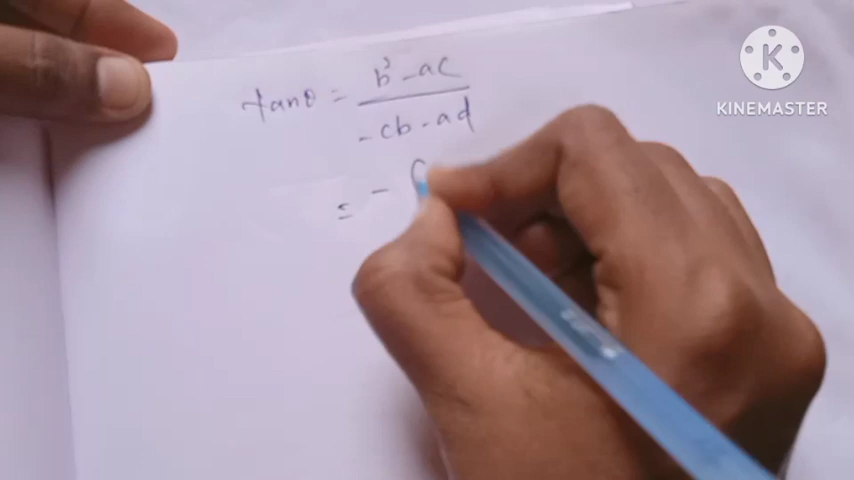 tanθ = b² - ac / - cb - ad
= - (
K
KINEMASTER